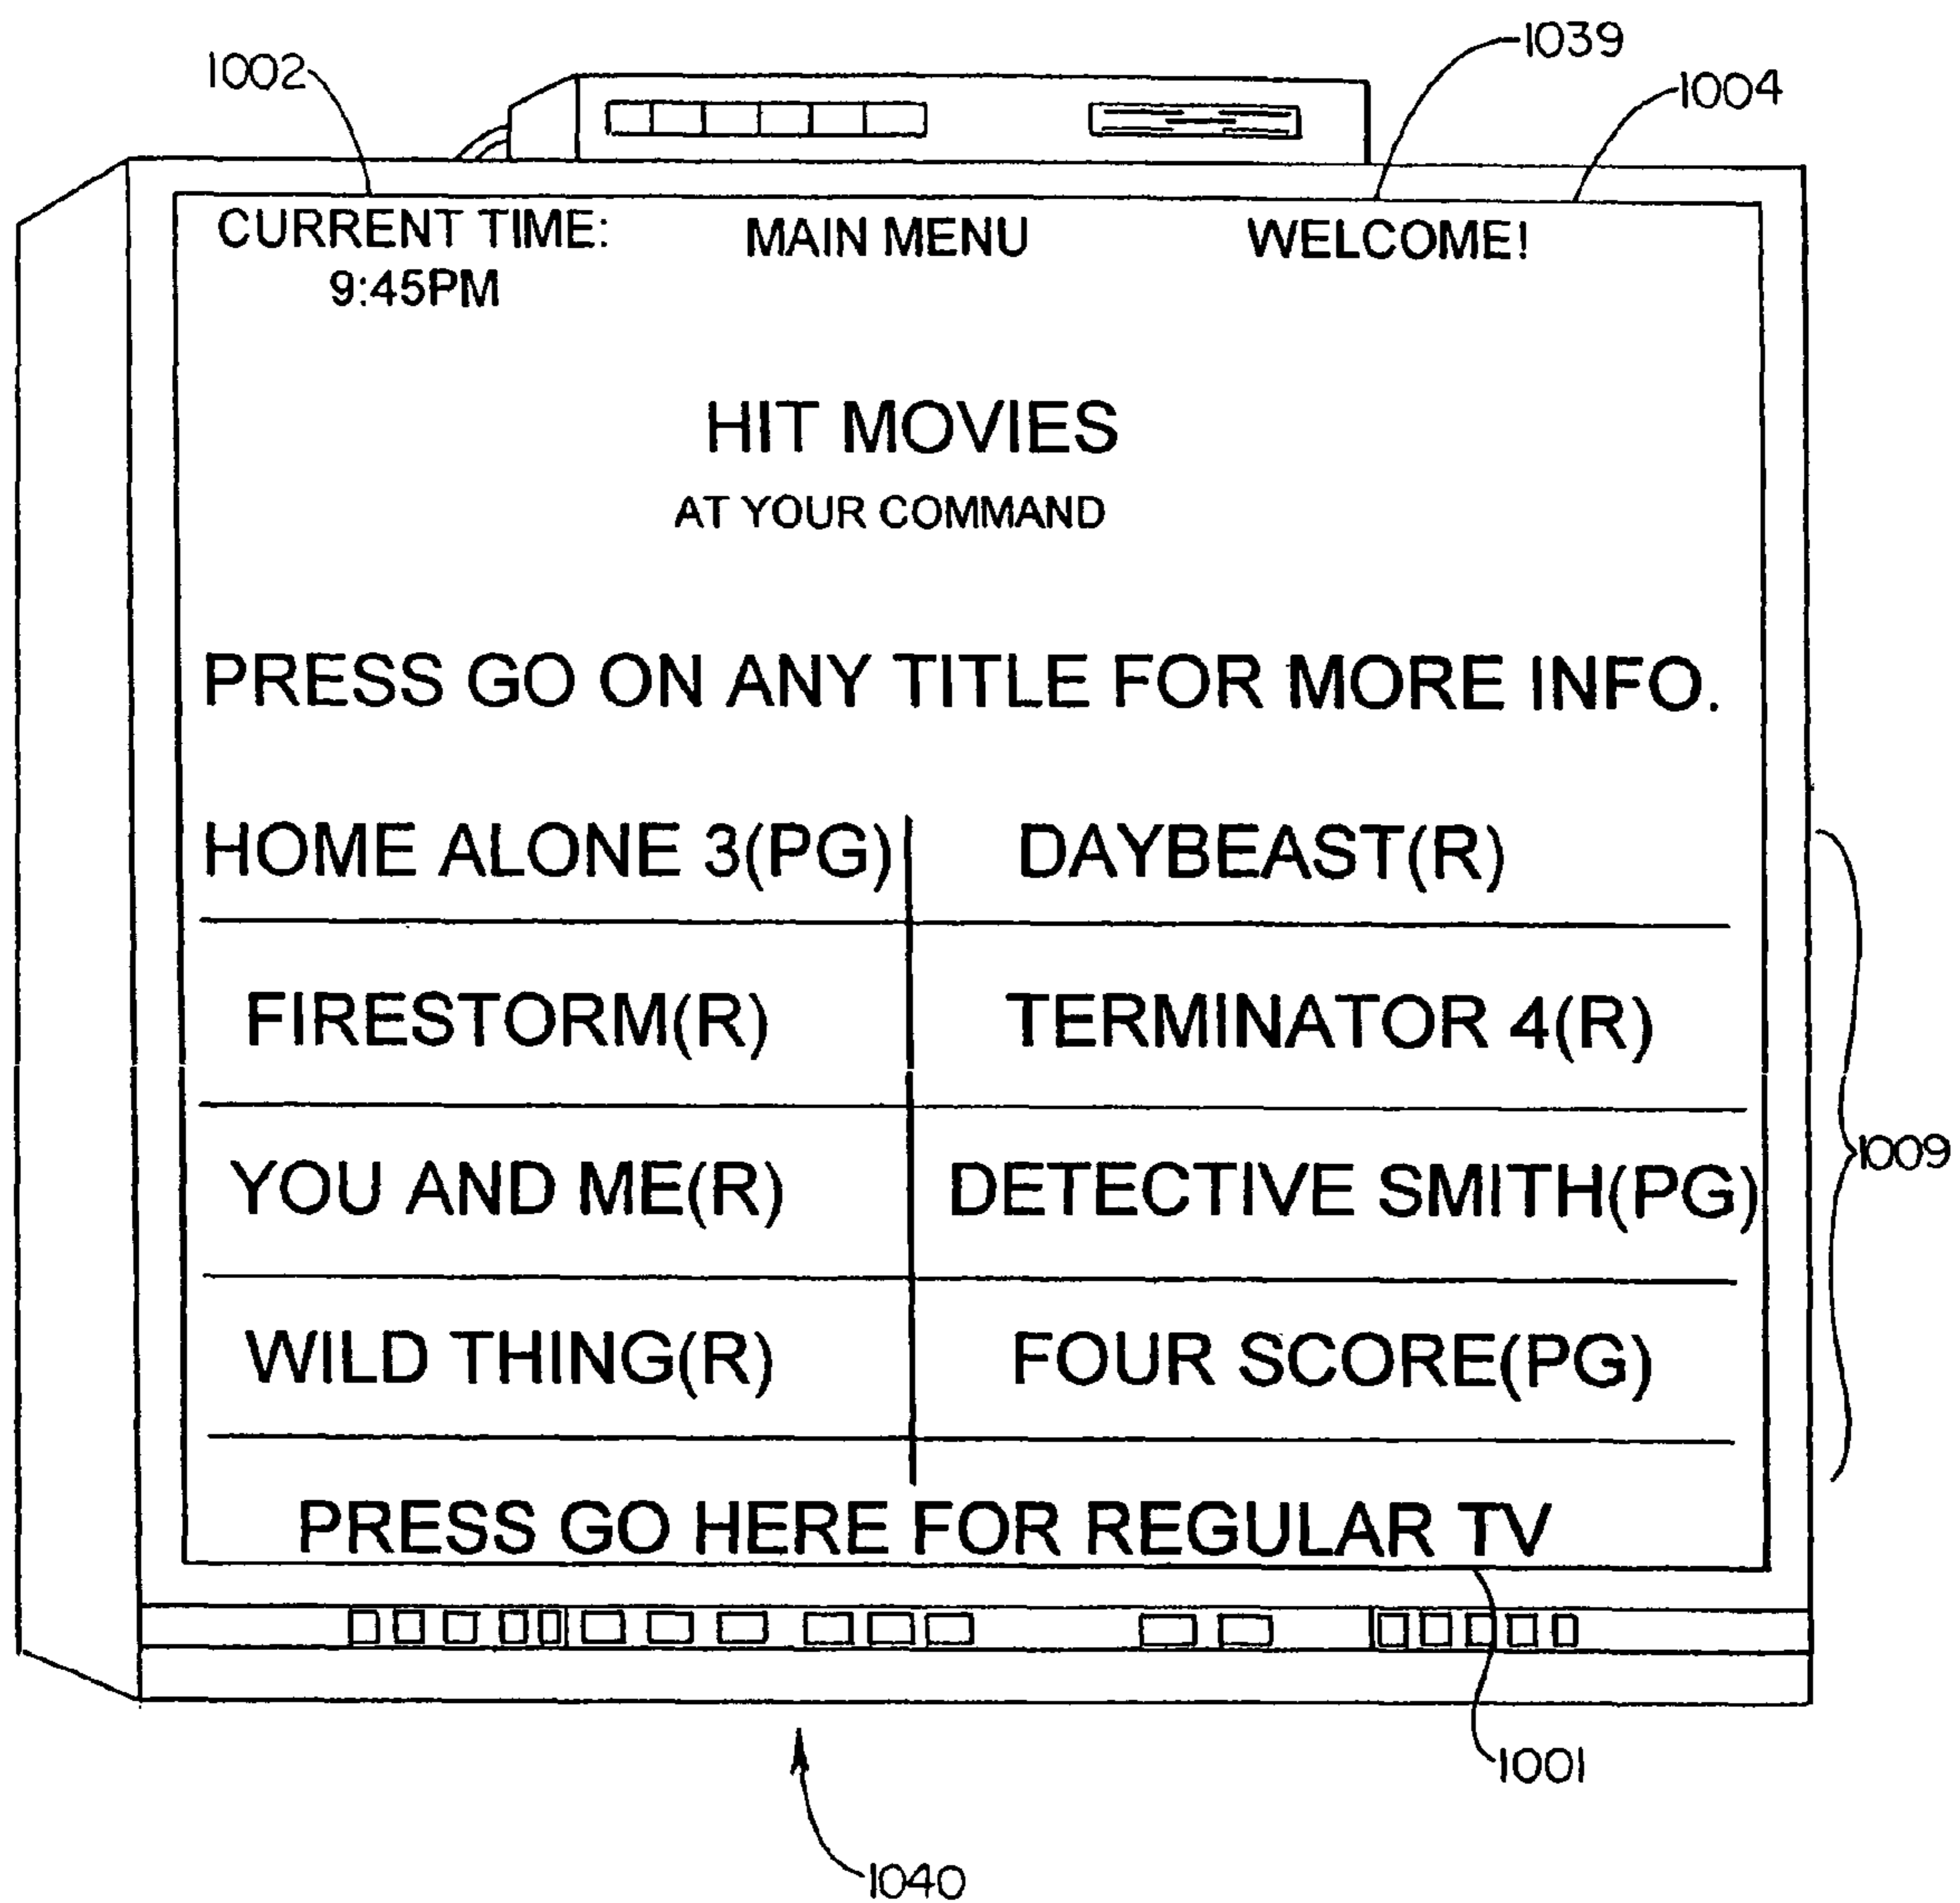 1002
1039
1004
CURRENT TIME: MAIN MENU WELCOME!
9:45PM
HIT MOVIES
AT YOUR COMMAND
PRESS GO ON ANY TITLE FOR MORE INFO.
HOME ALONE 3(PG) DAYBEAST(R)
FIRESTORM(R) TERMINATOR 4(R)
YOU AND ME(R) DETECTIVE SMITH(PG)
1009
WILD THING(R) FOUR SCORE(PG)
PRESS GO HERE FOR REGULAR TV
1001
1040